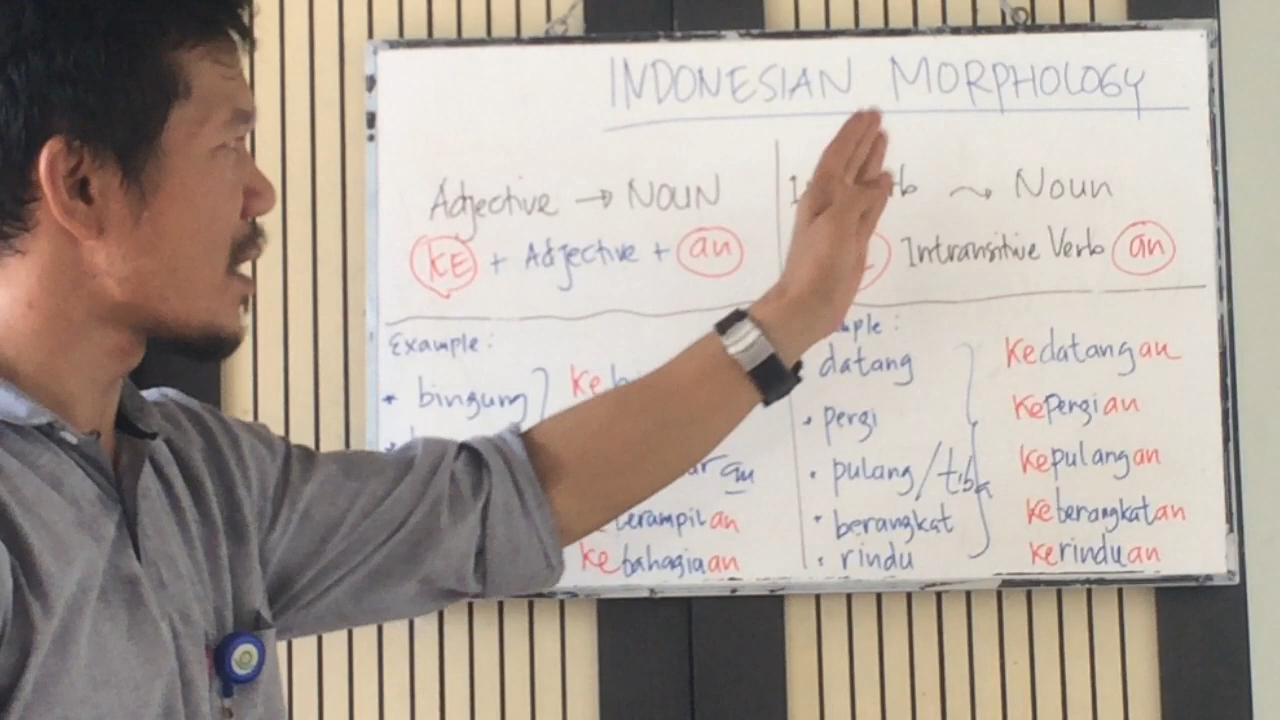 INDONESIAN MORPHOLOGY
Adjective → NOUN
KE + Adjective + an
Example :
* bingung
ke
an
terampilan
kebahagiaan
~> Noun
Intransitive Verb an
datang
• pergi
• pulang / tiba
* berangkat
• rindu
Kedatangan
Kepergian
Kepulangan
Keberangkatan
Kerinduan